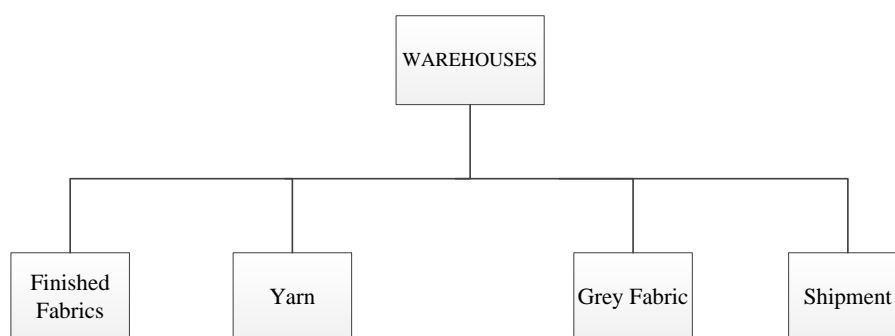 WAREHOUSES
Finished
Fabrics
Yarn
Grey Fabric
Shipment